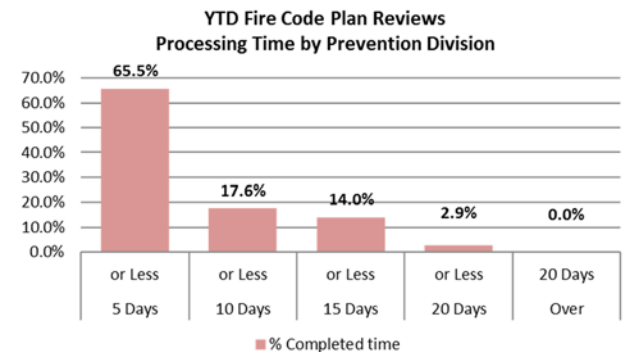 YTD Fire Code Plan Reviews
Processing Time by Prevention Division
70.0%
60.0%
50.0%
40.0%
30.0%
20.0%
10.0%
0.0%
65.5%
17.6%
14.0%
2.9%
0.0%
or Less or Less or Less or Less 20 Days
5 Days 10 Days 15 Days 20 Days Over
% Completed time